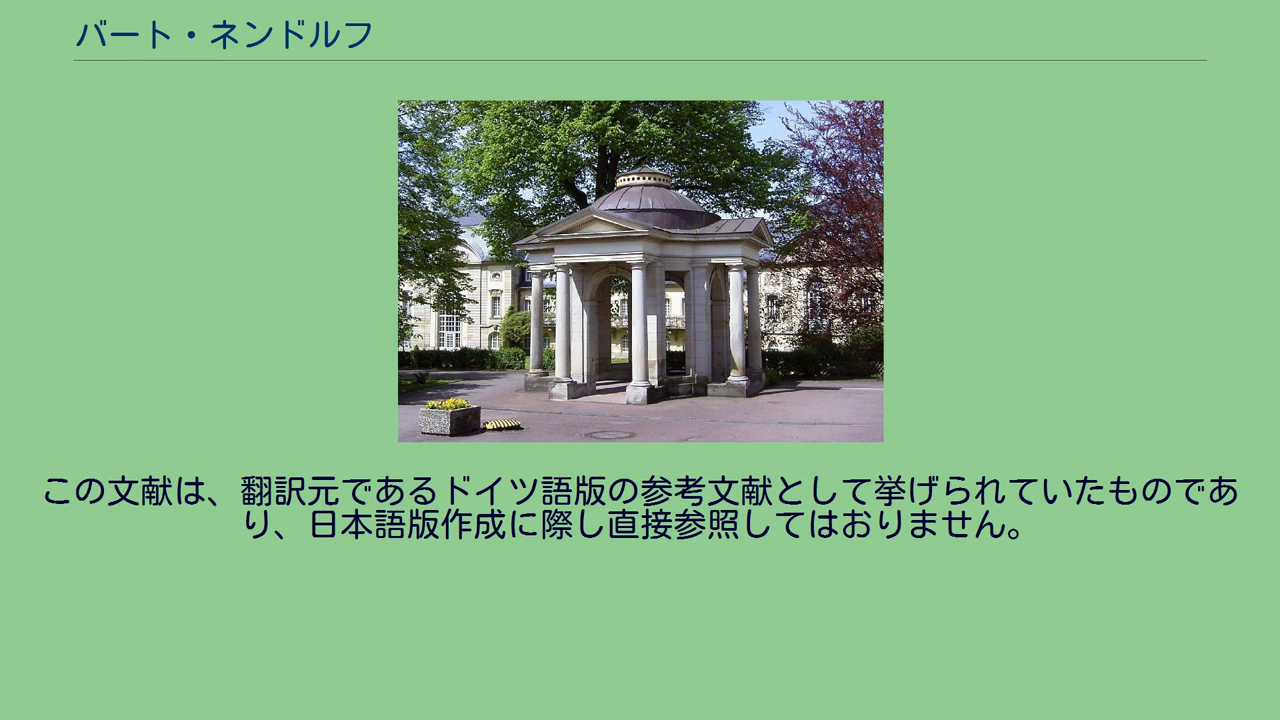 バート・ネンドルフ
この文献は、翻訳元であるドイツ語版の参考文献として挙げられていたものであ
り、日本語版作成に際し直接参照してはおりません。